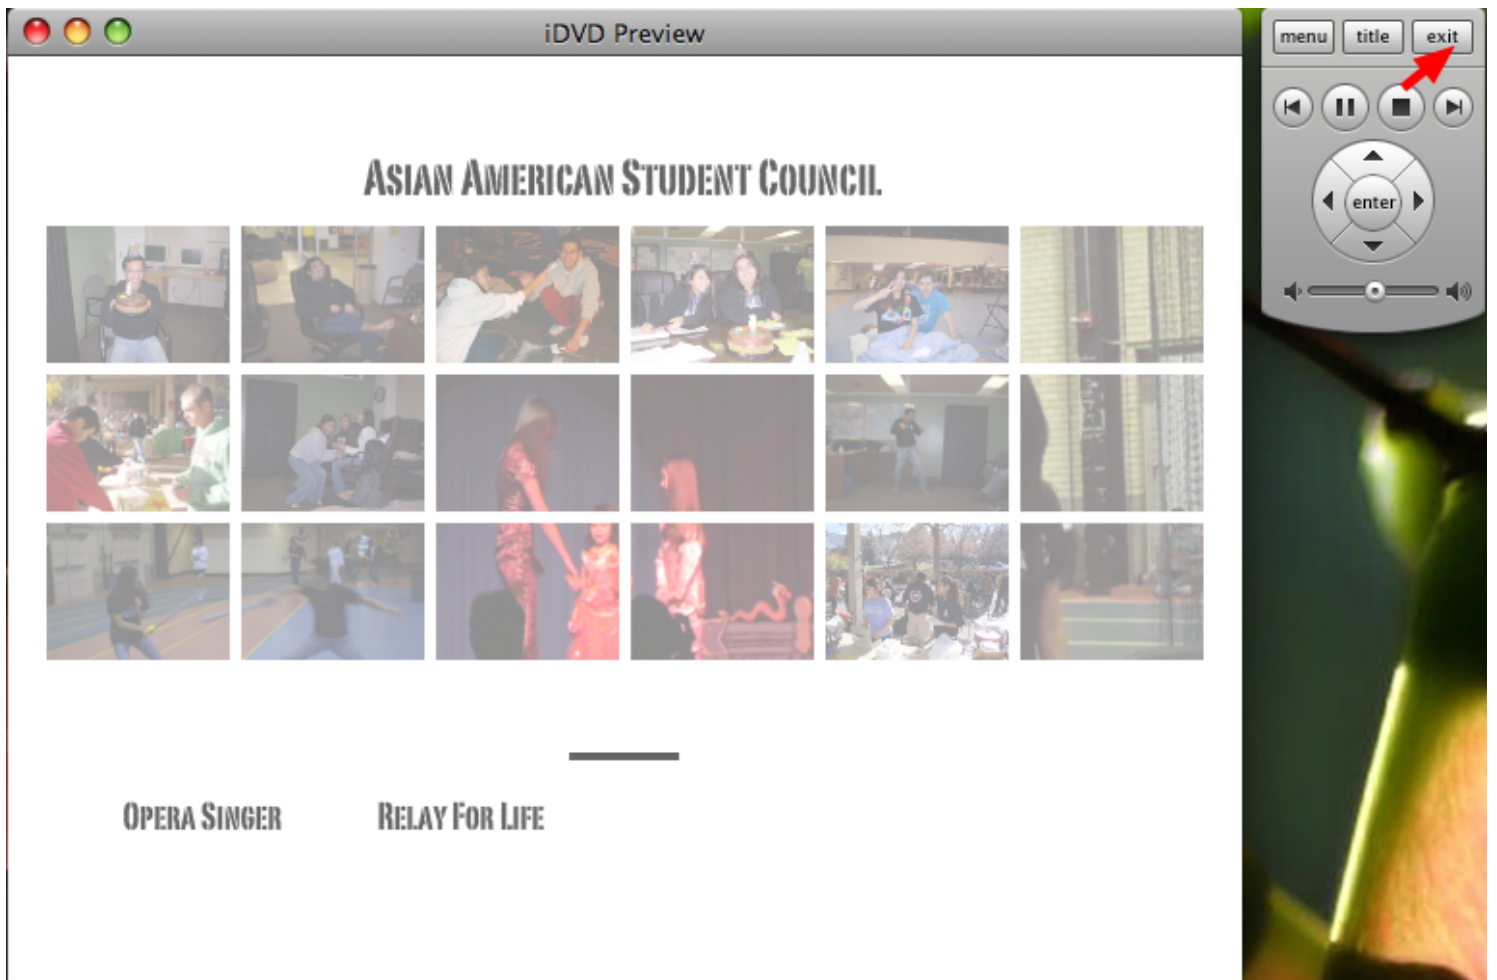 iDVD Preview
menu title exit
enter
Asian American Student Council
Opera Singer Relay For Life